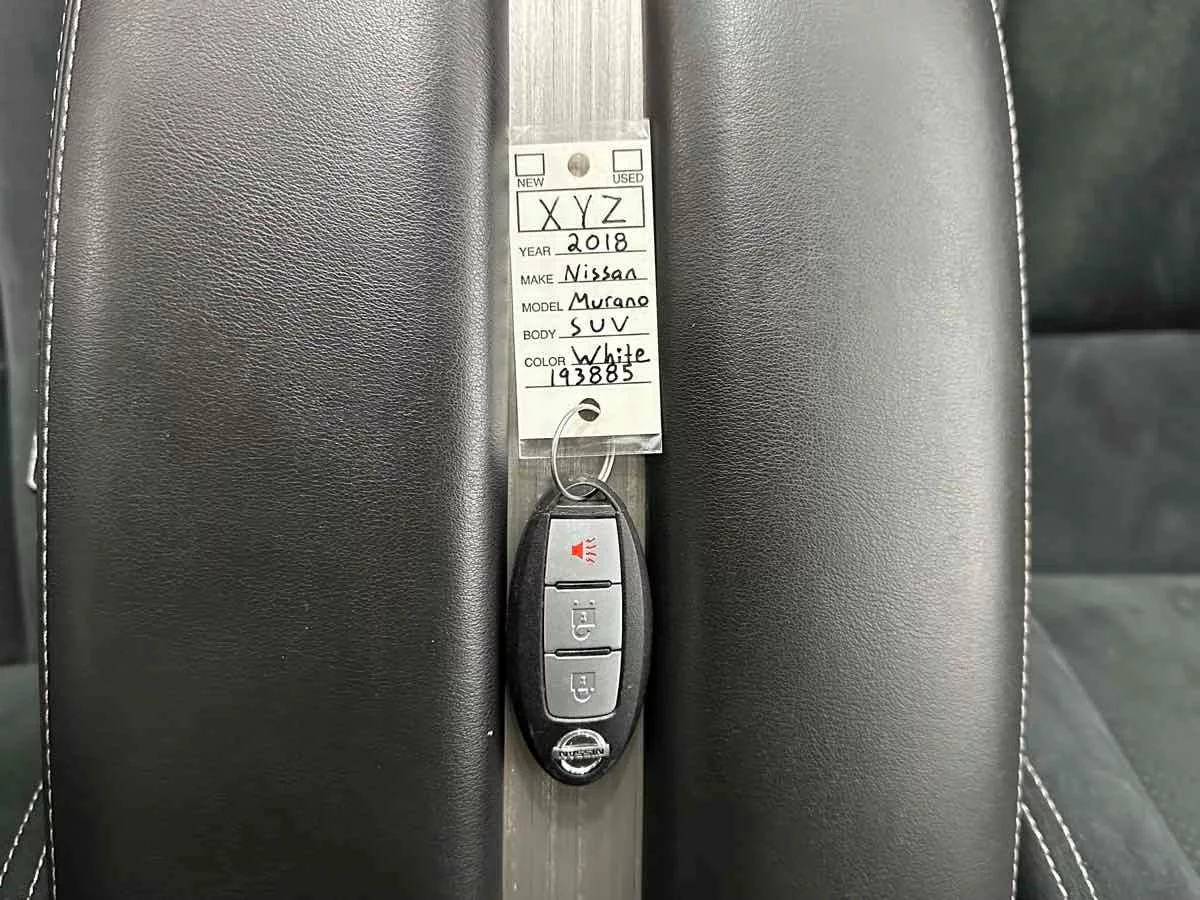 NEW USED
XYZ
YEAR 2018
MAKE Nissan
MODEL Murano
BODY SUV
COLOR White
193885
NISSAN